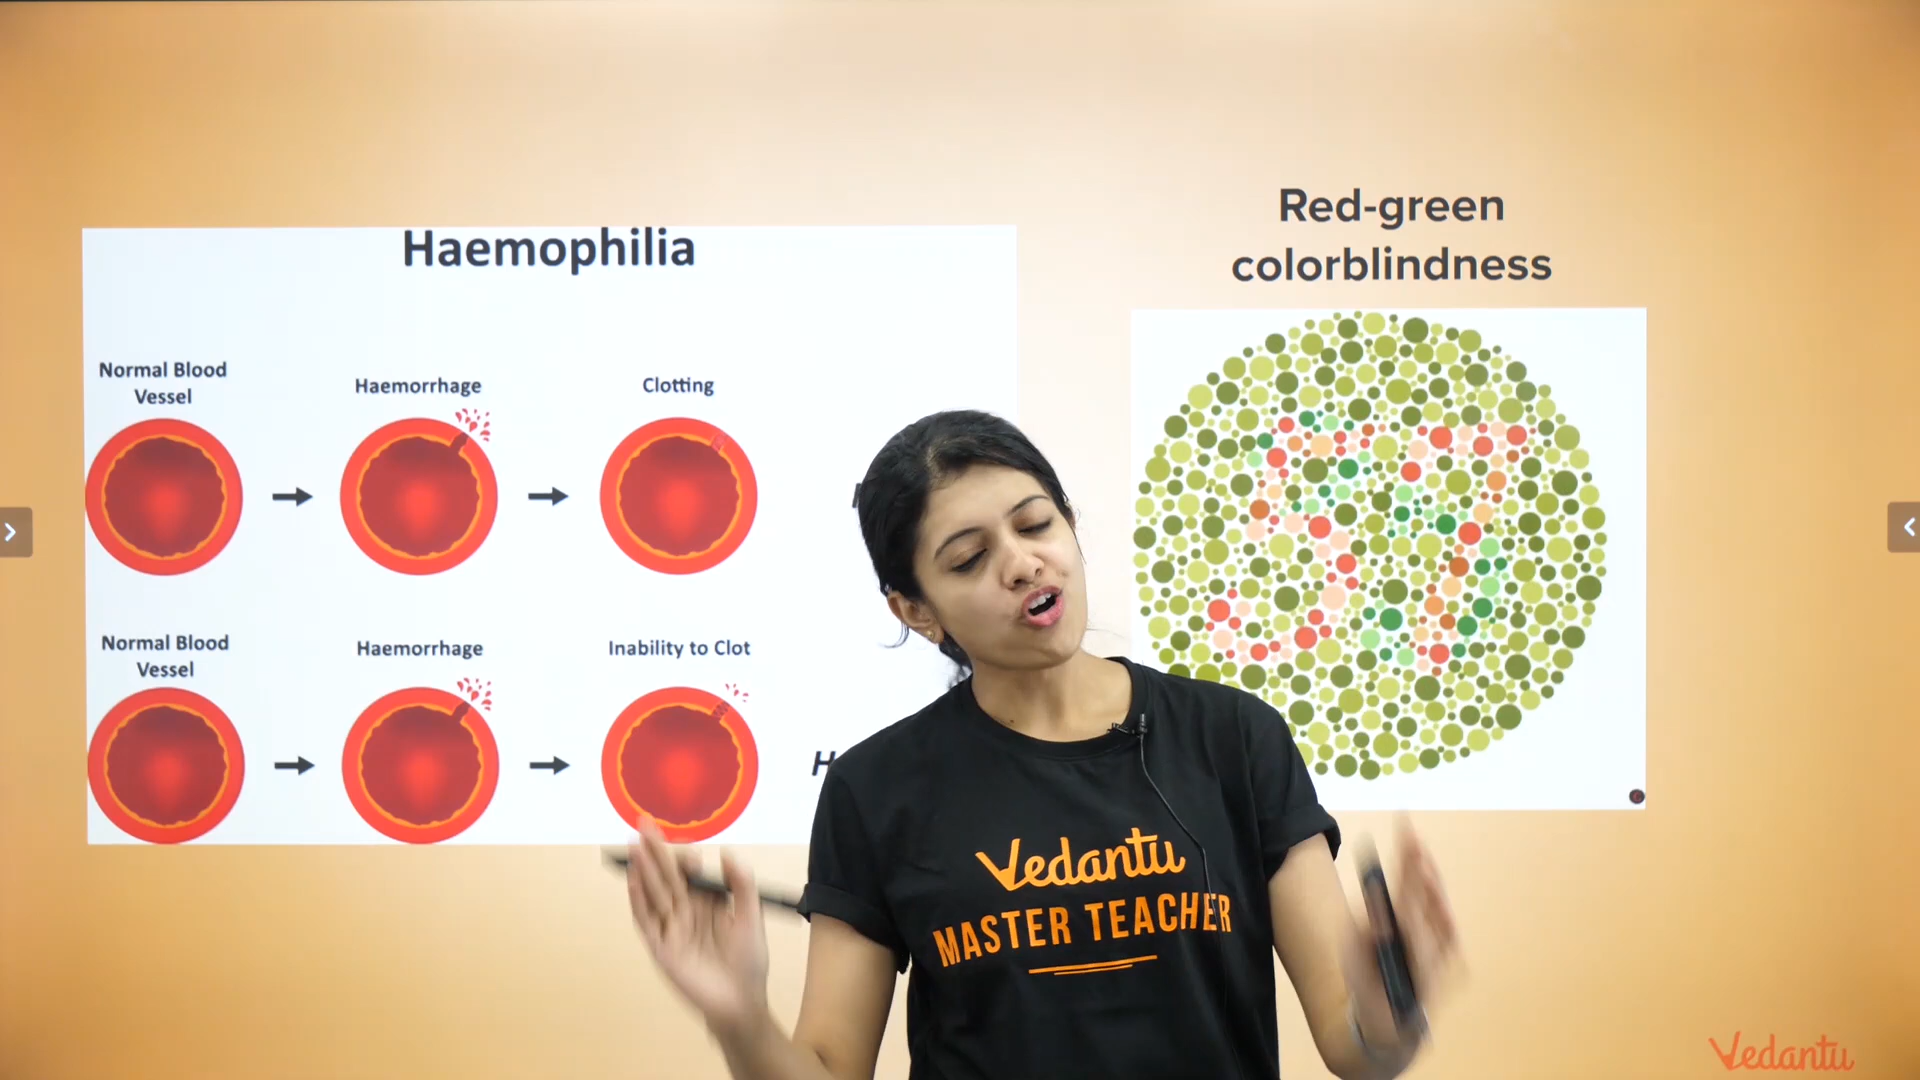 Haemophilia
Normal Blood
Vessel
Haemorrhage
Clotting
Normal Blood
Vessel
Haemorrhage
Inability to Clot
H
Red-green
colorblindness
Vedantu
MASTER TEACHER
Vedantu